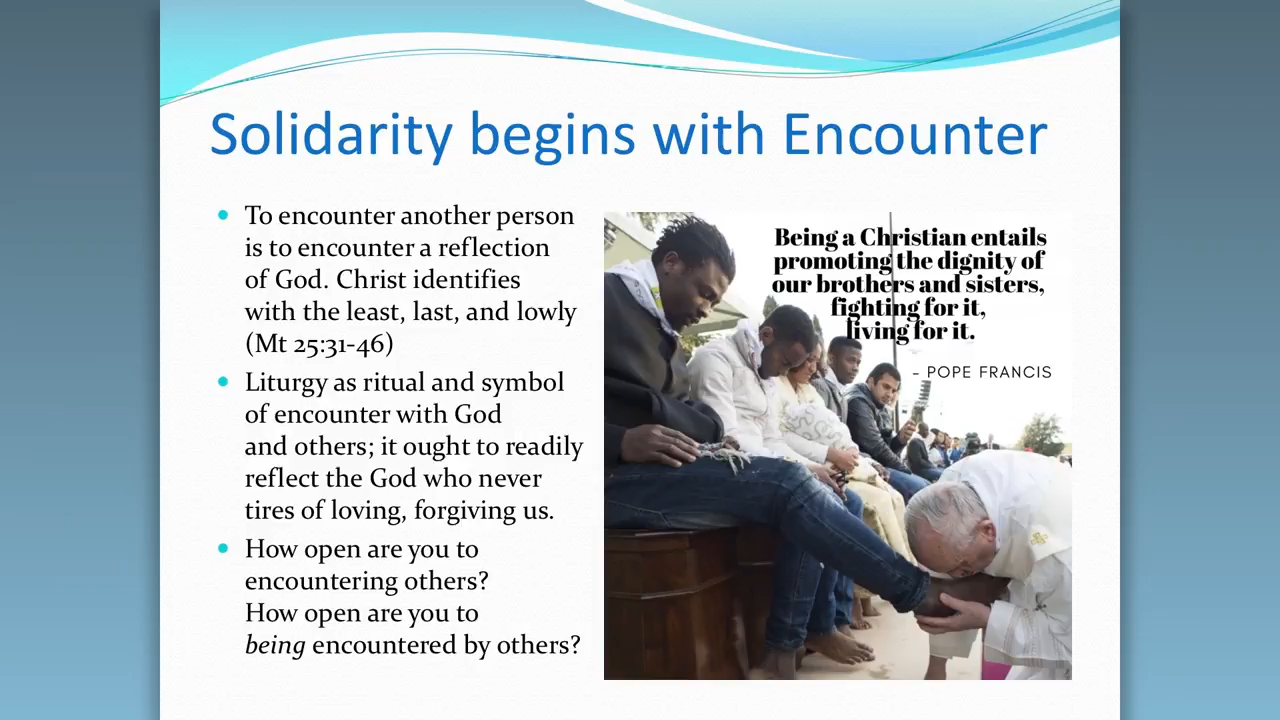 Solidarity begins with Encounter
To encounter another person
is to encounter a reflection
of God. Christ identifies
with the least, last, and lowly
(Mt 25:31-46)
Liturgy as ritual and symbol
of encounter with God
and others; it ought to readily
reflect the God who never
tires of loving, forgiving us.
How open are you to
encountering others?
How open are you to
being encountered by others?
Being a Christian entails
promoting the dignity of
our brothers and sisters,
fighting for it,
living for it.
- POPE FRANCIS